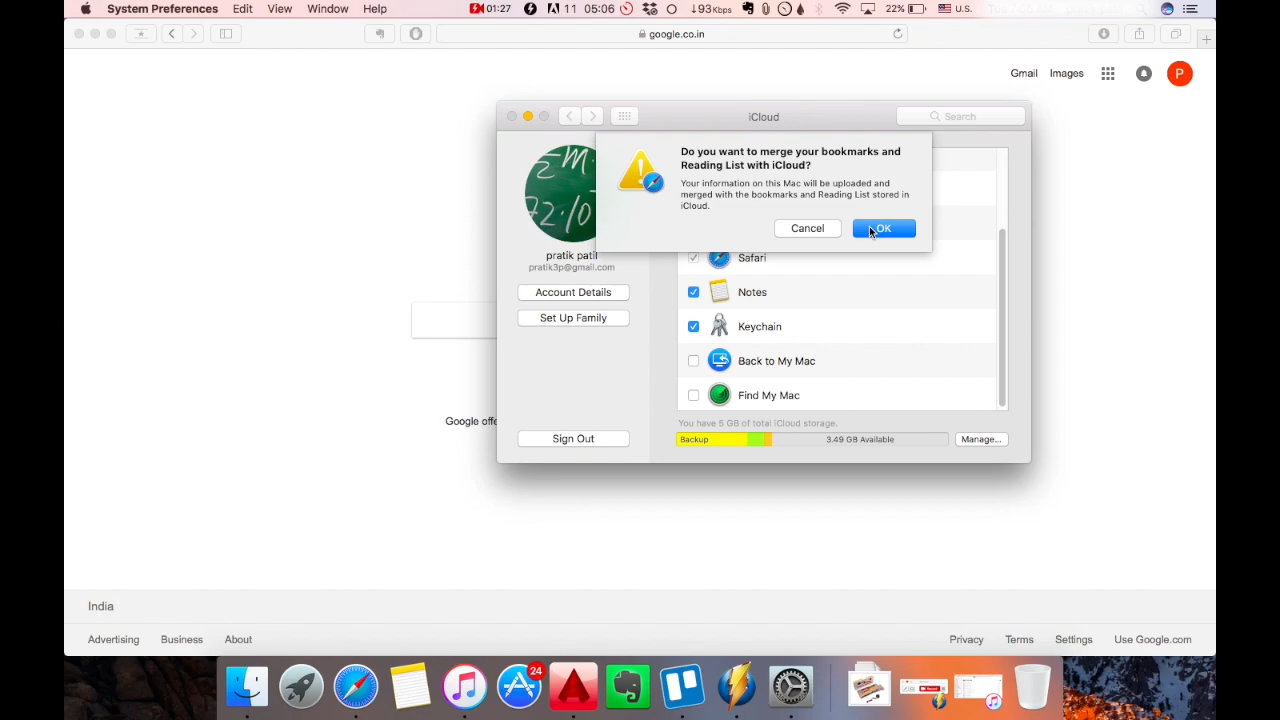 System Preferences Edit View Window Help 01:27 11 05:06 ↓93Kbps 22% U.S.
google.co.in
Gmail Images P
iCloud Search
Do you want to merge your bookmarks and
Reading List with iCloud?
Your information on this Mac will be uploaded and
merged with the bookmarks and Reading List stored in
iCloud.
Cancel OK
pratik patil
pratik3p@gmail.com
Account Details
Set Up Family
Sign Out
Safari
Notes
Keychain
Back to My Mac
Find My Mac
You have 5 GB of total iCloud storage.
Backup 3.49 GB Available Manage...
Google offe
India
Advertising Business About Privacy Terms Settings Use Google.com
24